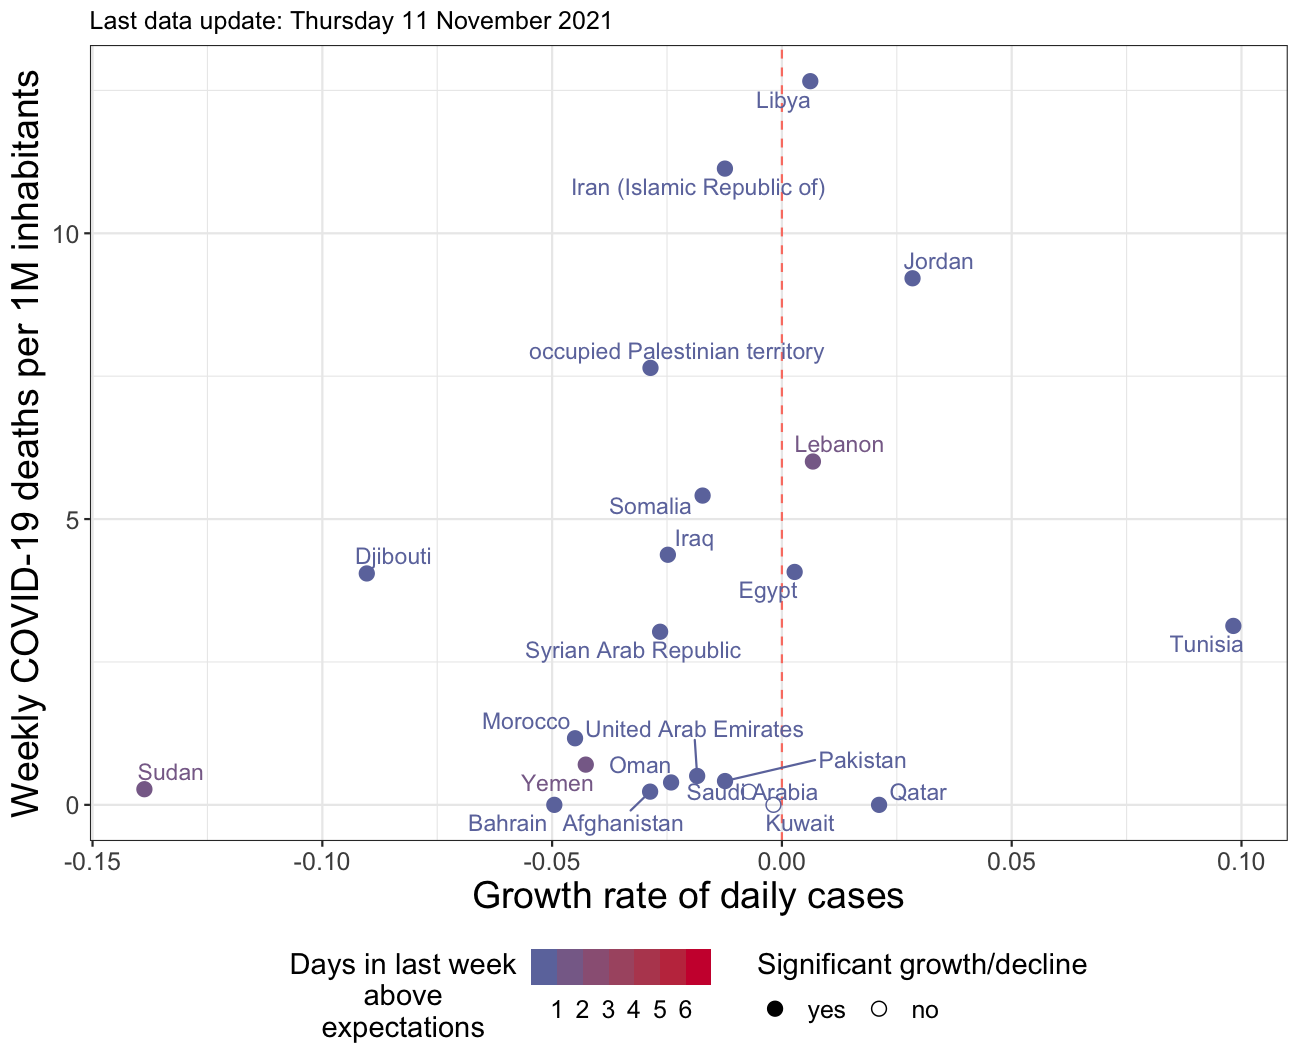 Last data update: Thursday 11 November 2021
Weekly COVID-19 deaths per 1M inhabitants
10
5
0
Libya
Iran (Islamic Republic of)
Jordan
occupied Palestinian territory
Lebanon
Somalia
Iraq
Djibouti
Egypt
Tunisia
Syrian Arab Republic
Morocco
United Arab Emirates
Pakistan
Oman
Sudan
Yemen
Saudi Arabia
Qatar
Bahrain
Afghanistan
Kuwait
-0.15 -0.10 -0.05 0.00 0.05 0.10
Growth rate of daily cases
Days in last week
above
expectations
1 2 3 4 5 6
Significant growth/decline
yes no